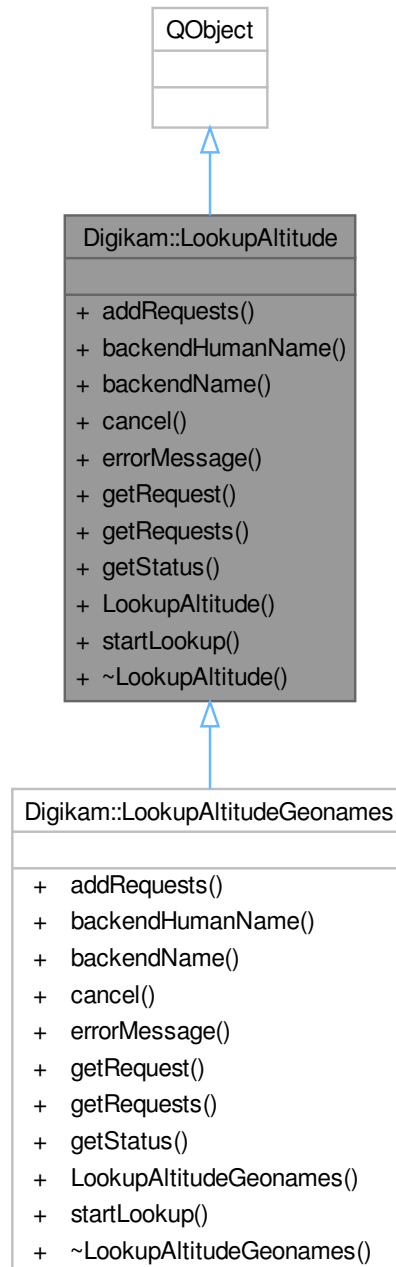 QObject
Digikam::LookupAltitude
+ addRequests()
+ backendHumanName()
+ backendName()
+ cancel()
+ errorMessage()
+ getRequest()
+ getRequests()
+ getStatus()
+ LookupAltitude()
+ startLookup()
+ ~LookupAltitude()
Digikam::LookupAltitudeGeonames
+ addRequests()
+ backendHumanName()
+ backendName()
+ cancel()
+ errorMessage()
+ getRequest()
+ getRequests()
+ getStatus()
+ LookupAltitudeGeonames()
+ startLookup()
+ ~LookupAltitudeGeonames()